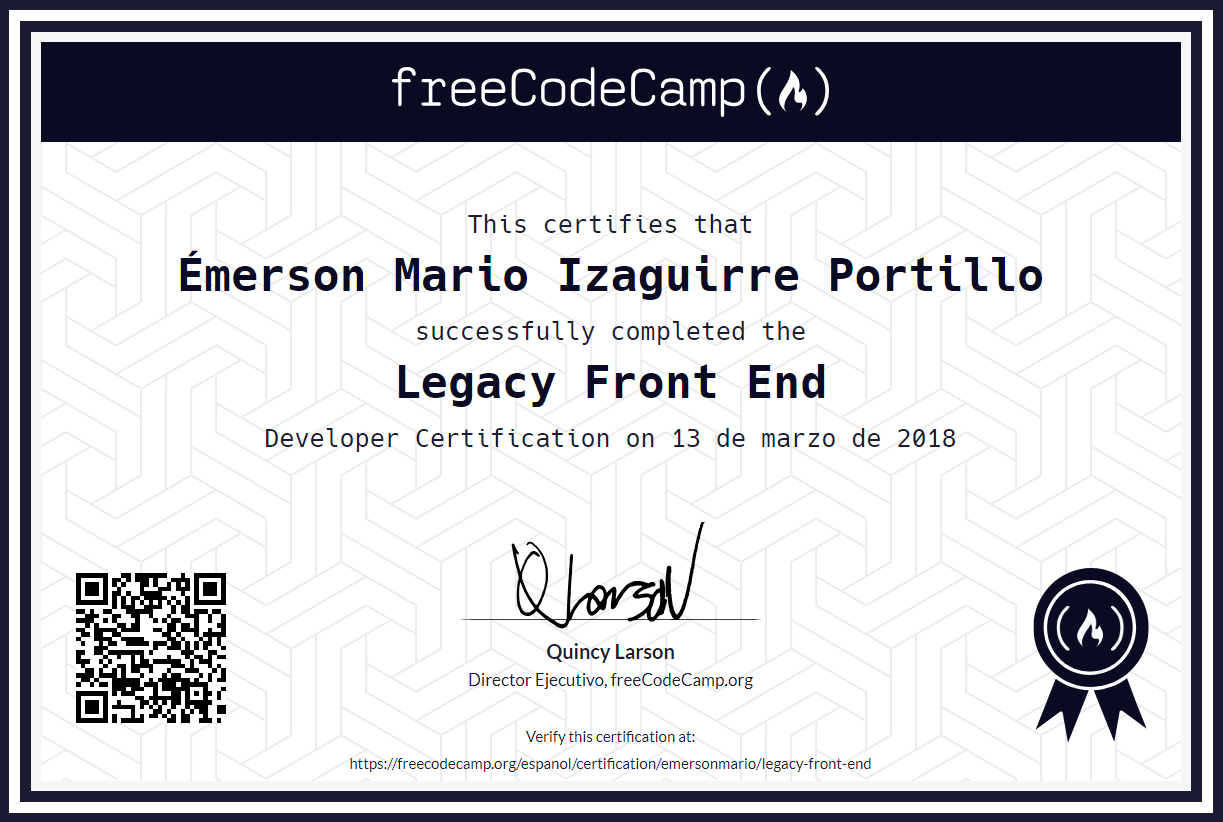 freeCodeCamp
This certifies that
Émerson Mario Izaguirre Portillo
successfully completed the
Legacy Front End
Developer Certification on 13 de marzo de 2018
Q Larson
Quincy Larson
Director Ejecutivo, freeCodeCamp.org
Verify this certification at:
https://freecodecamp.org/espanol/certification/emersonmario/legacy-front-end